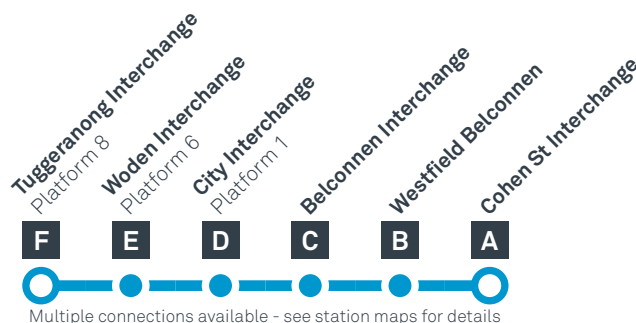 Tuggeranong Interchange
Platform 8
Woden Interchange
Platform 6
City Interchange
Platform 1
Belconnen Interchange
Westfield Belconnen
Cohen St Interchange
F E D C B A
Multiple connections available - see station maps for details